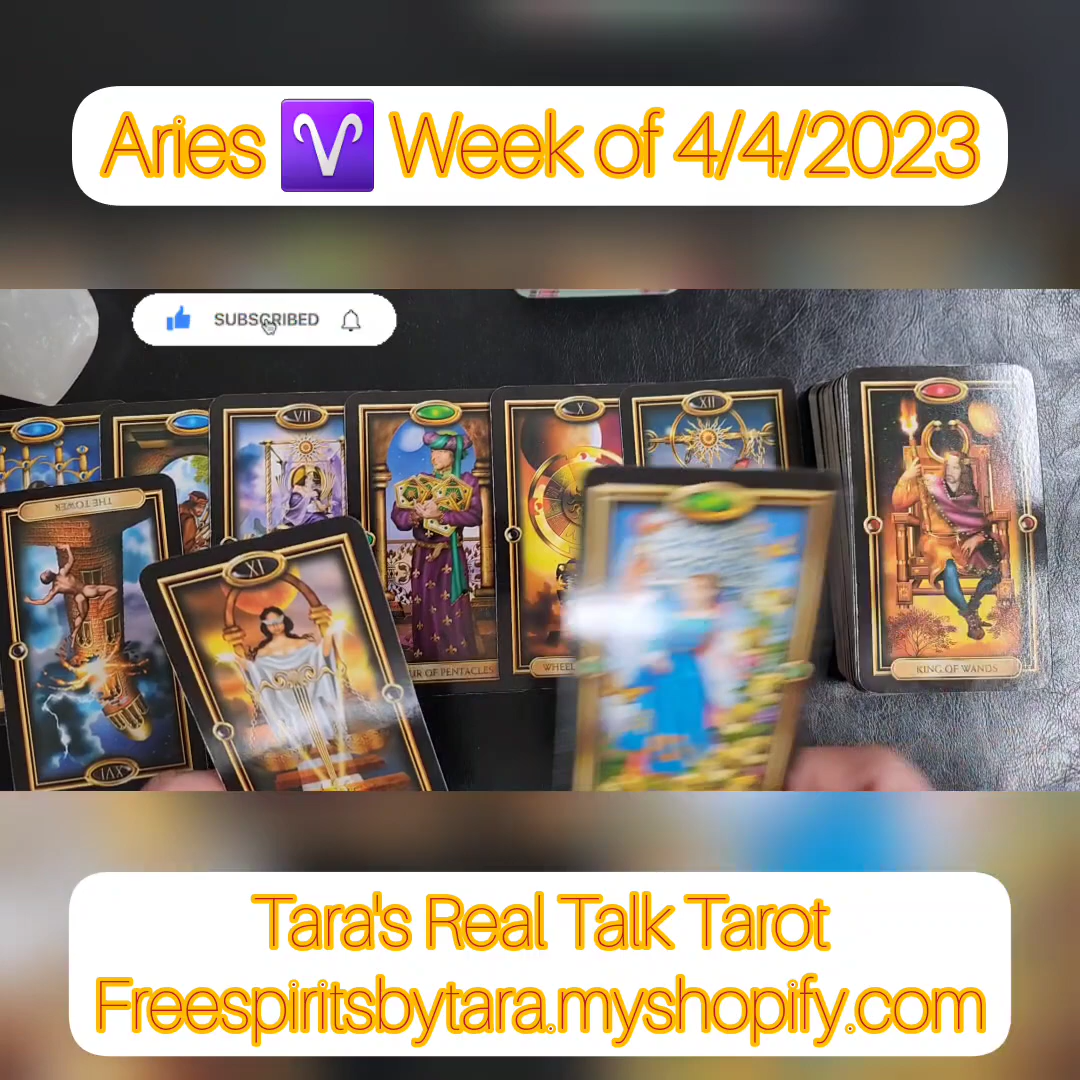 Aries ♈ Week of 4/4/2023
SUBSCRIBED
VII
X
XII
THE TOWER
XVI
XI
UR OF PENTACLES
WHEEL
KING OF WANDS
Tara's Real Talk Tarot
Freespiritsbytara.myshopify.com